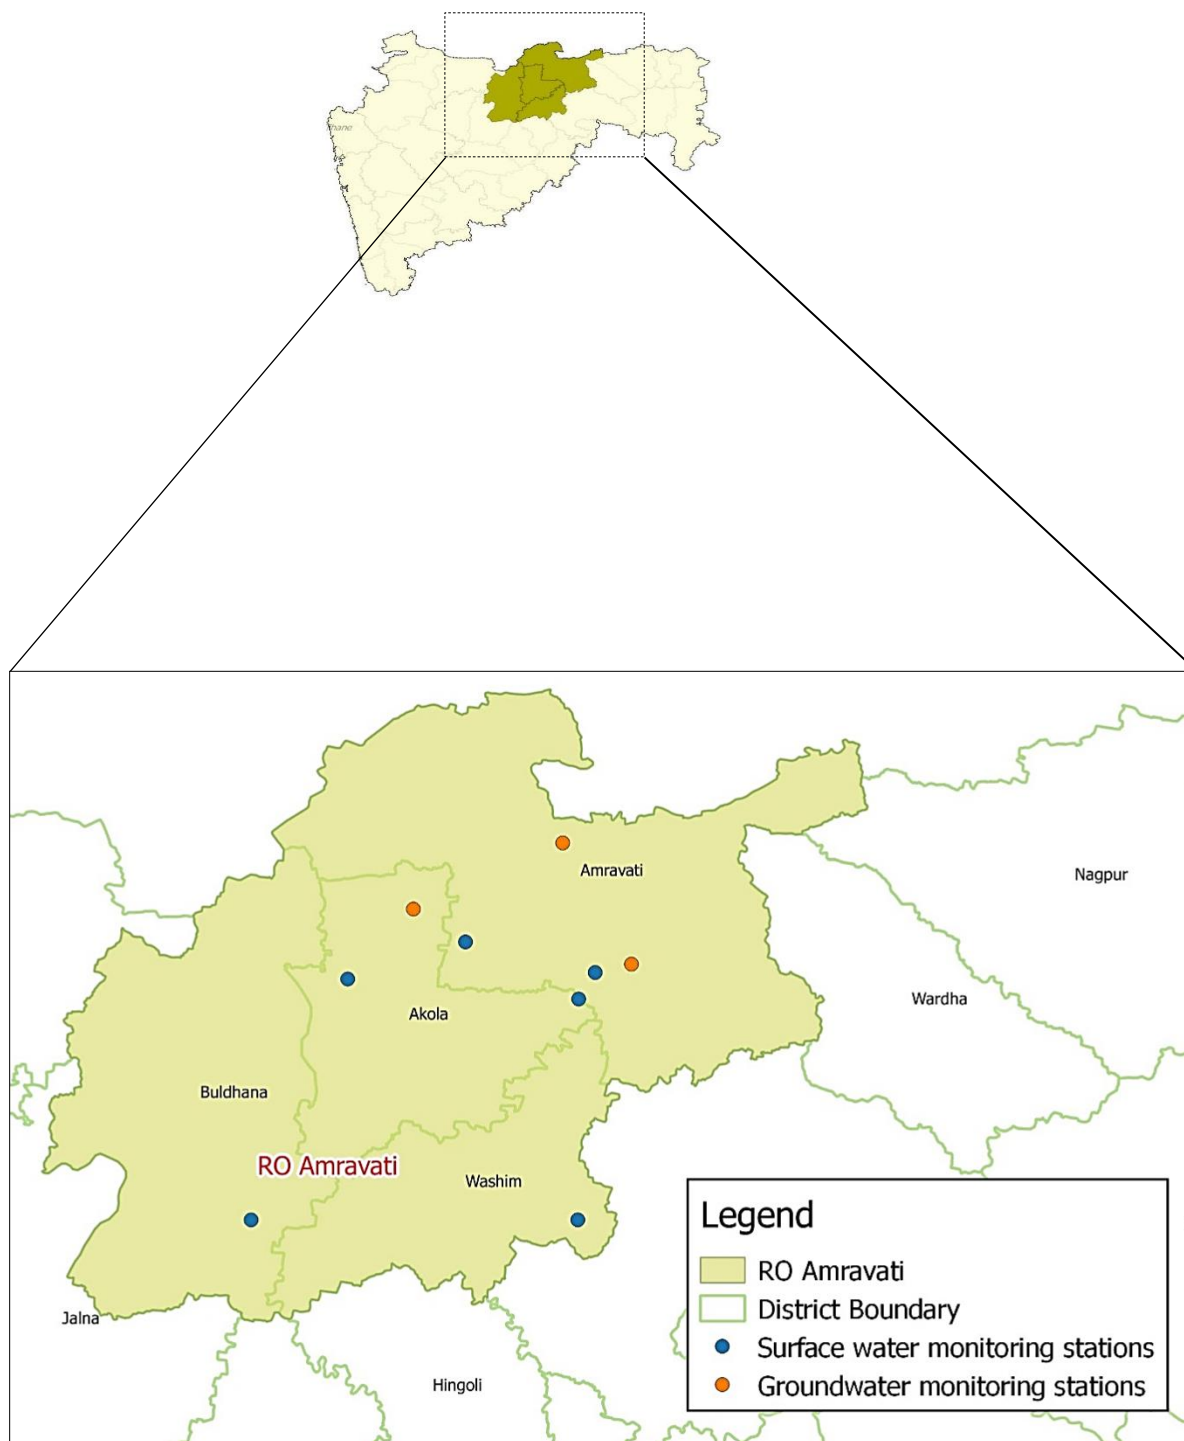 Thane
Amravati
Nagpur
Wardha
Akola
Buldhana
RO Amravati
Washim
Jalna
Hingoli
Legend
RO Amravati
District Boundary
Surface water monitoring stations
Groundwater monitoring stations